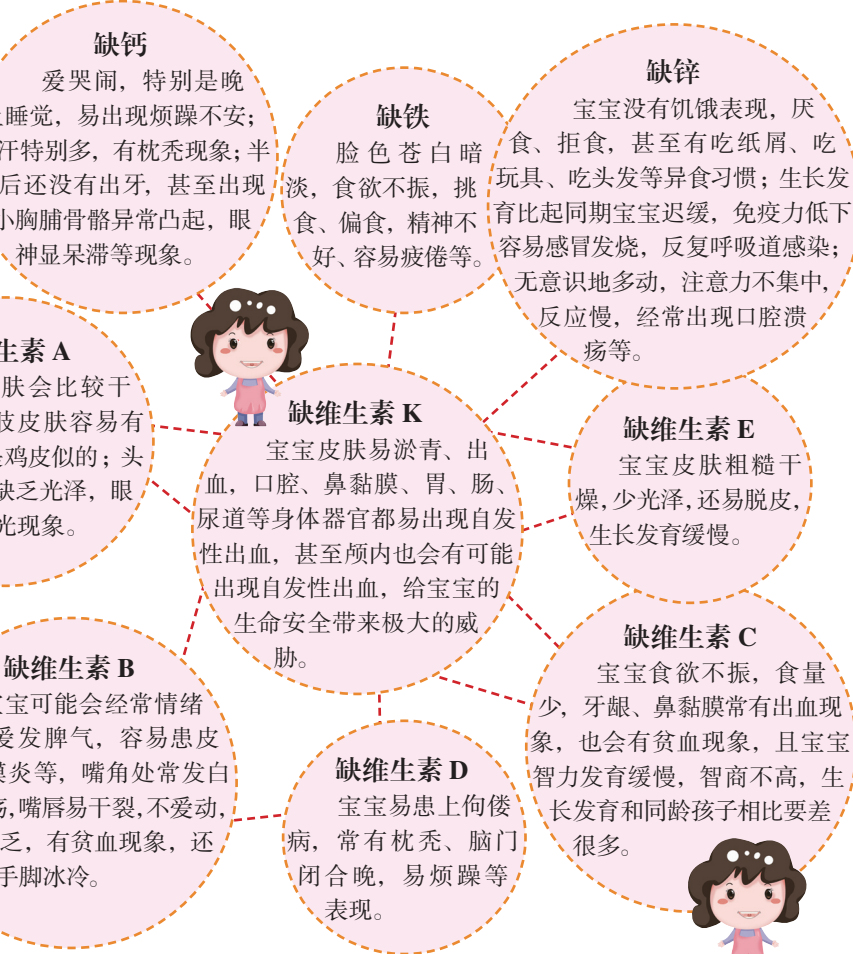 缺钙
爱哭闹，特别是晚
睡觉，易出现烦躁不安；
汗特别多，有枕秃现象；半
后还没有出牙，甚至出现
小胸脯骨骼异常凸起，眼
神显呆滞等现象。
缺铁
脸色苍白暗
淡，食欲不振，挑
食、偏食，精神不
好、容易疲倦等。
缺锌
宝宝没有饥饿表现，厌
食、拒食，甚至有吃纸屑、吃
玩具、吃头发等异食习惯；生长发
育比起同期宝宝迟缓，免疫力低下
容易感冒发烧，反复呼吸道感染；
无意识地多动，注意力不集中，
反应慢，经常出现口腔溃
疡等。
生素 A
肤会比较干
肢皮肤容易有
鸡皮似的；头
缺乏光泽，眼
光现象。
缺维生素 K
宝宝皮肤易淤青、出
血，口腔、鼻黏膜、胃、肠、
尿道等身体器官都易出现自发
性出血，甚至颅内也会有可能
出现自发性出血，给宝宝的
生命安全带来极大的威
胁。
缺维生素 E
宝宝皮肤粗糙干
燥，少光泽，还易脱皮，
生长发育缓慢。
缺维生素 B
宝可能会经常情绪
爱发脾气，容易患皮
膜炎等，嘴角处常发白
疡，嘴唇易干裂，不爱动，
乏，有贫血现象，还
手脚冰冷。
缺维生素 D
宝宝易患上佝偻
病，常有枕秃、脑门
闭合晚，易烦躁等
表现。
缺维生素 C
宝宝食欲不振，食量
少，牙龈、鼻黏膜常有出血现
象，也会有贫血现象，且宝宝
智力发育缓慢，智商不高，生
长发育和同龄孩子相比要差
很多。